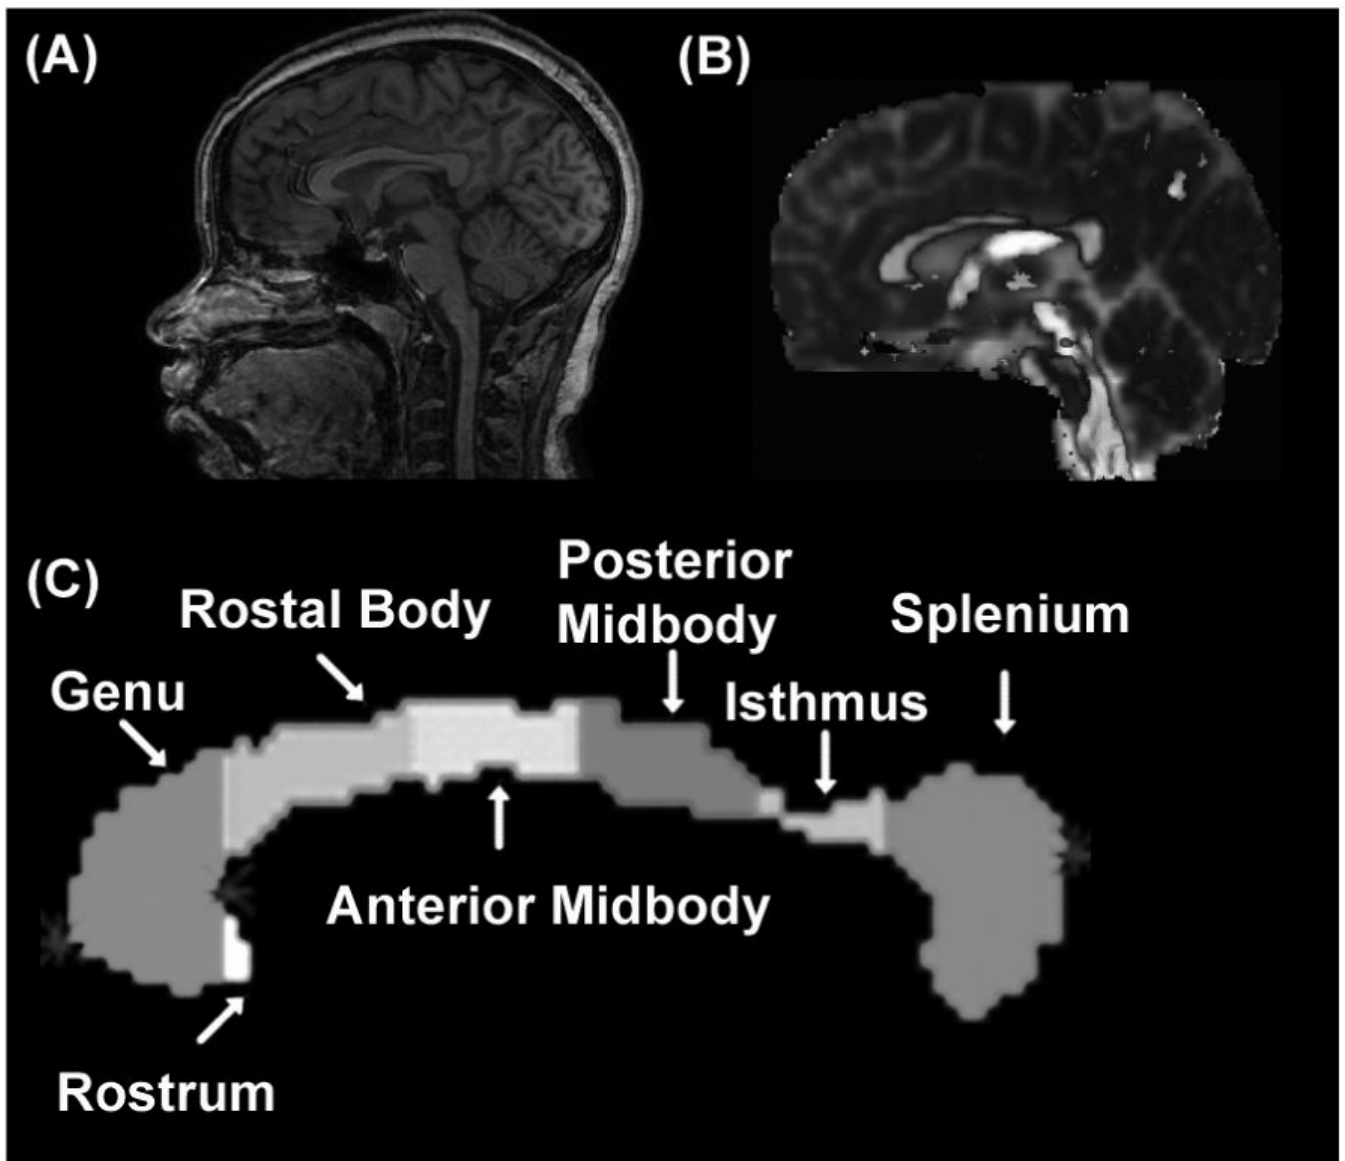 (A)
(B)
(C)
Posterior
Midbody
Rostal Body
Splenium
Genu
Isthmus
Anterior Midbody
Rostrum